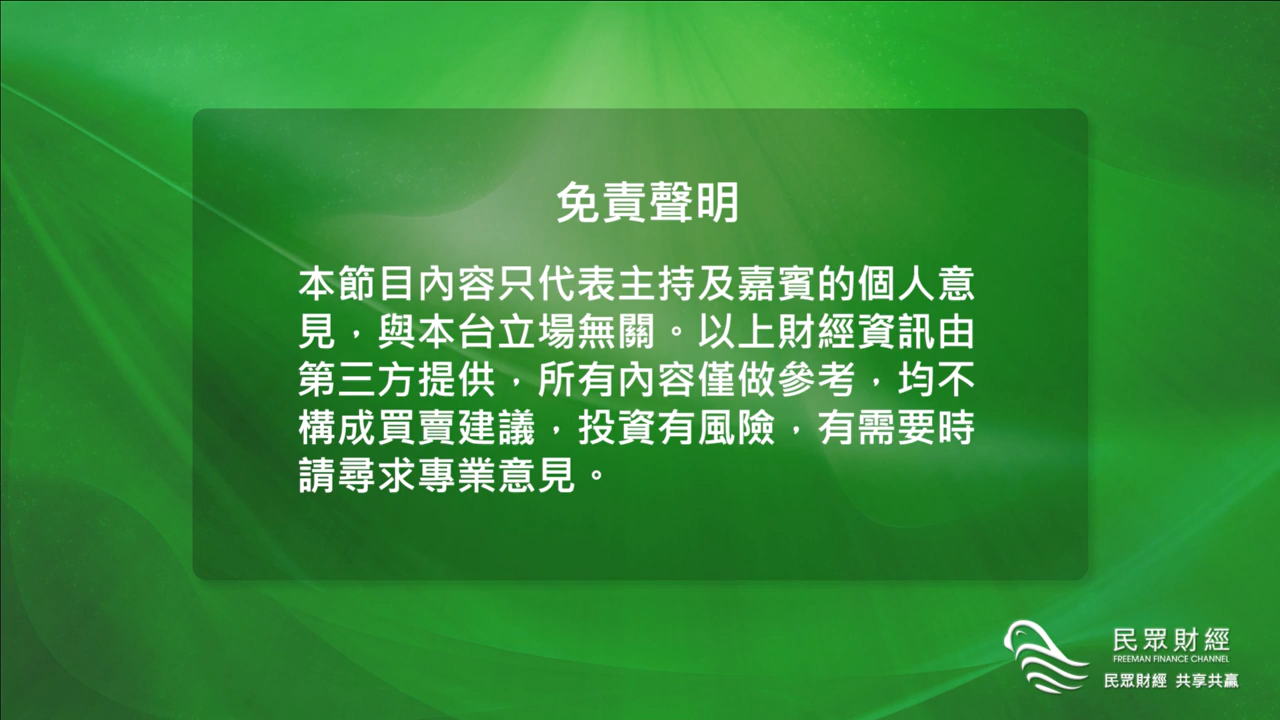 免責聲明
本節目內容只代表主持及嘉賓的個人意
見，與本台立場無關。以上財經資訊由
第三方提供，所有內容僅做參考，均不
構成買賣建議，投資有風險，有需要時
請尋求專業意見。
民眾財經
FREEMAN FINANCE CHANNEL
民眾財經 共享共赢